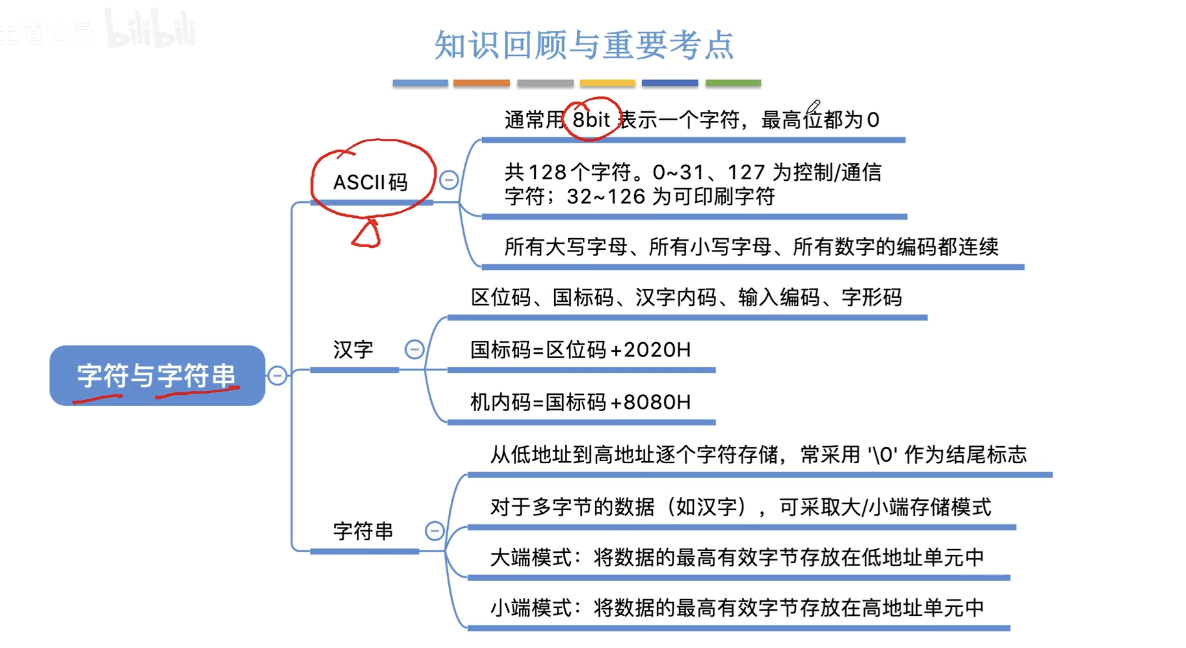 bilibili
知识回顾与重要考点
通常用 8bit 表示一个字符，最高位都为0
ASCII码
共128个字符。0~31、127 为控制/通信
字符；32~126 为可印刷字符
所有大写字母、所有小写字母、所有数字的编码都连续
区位码、国标码、汉字内码、输入编码、字形码
汉字
国标码=区位码+2020H
字符与字符串
机内码=国标码+8080H
从低地址到高地址逐个字符存储，常采用 '\0' 作为结尾标志
对于多字节的数据（如汉字），可采取大/小端存储模式
字符串
大端模式：将数据的最高有效字节存放在低地址单元中
小端模式：将数据的最高有效字节存放在高地址单元中